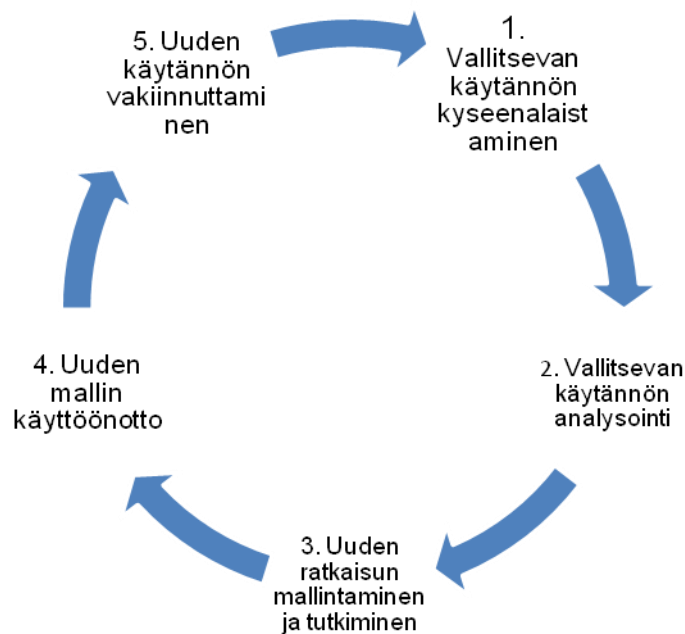 1.
Vallitsevan
käytännön
kyseenalaist
aminen
2. Vallitsevan
käytännön
analysointi
3. Uuden
ratkaisun
mallintaminen
ja tutkiminen
4. Uuden
mallin
käyttöönotto
5. Uuden
käytännön
vakiinnuttami
nen